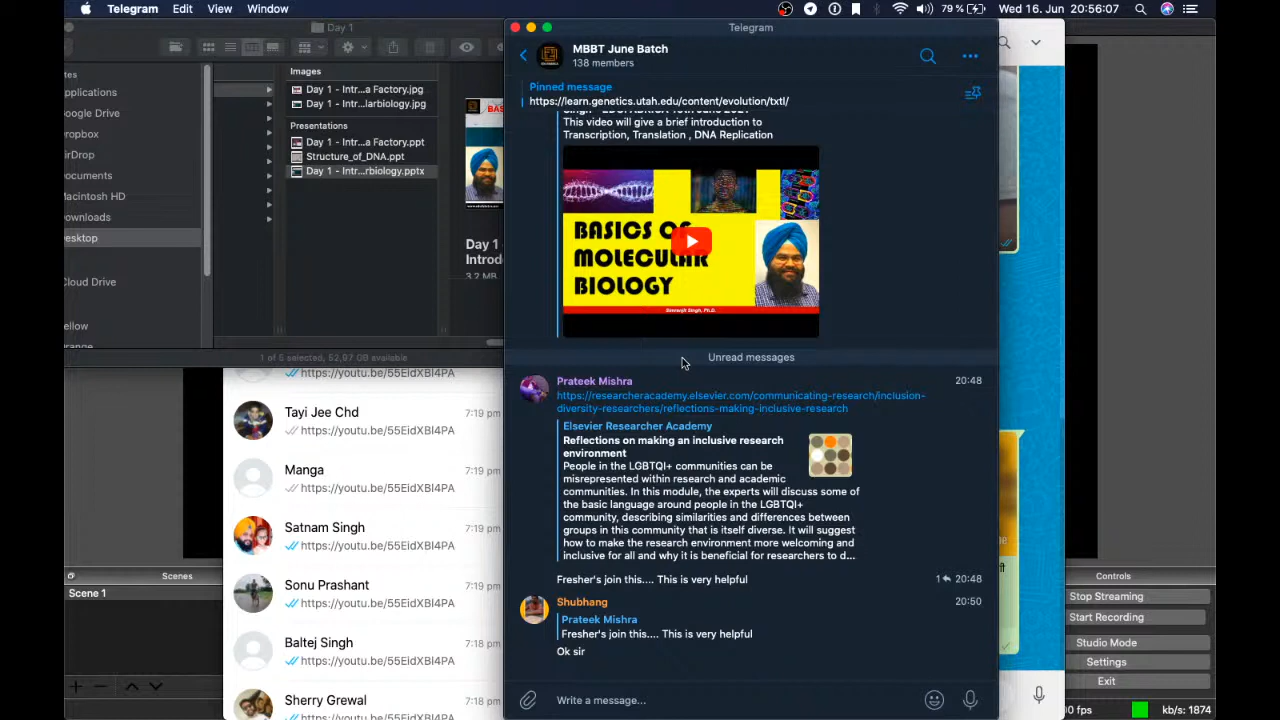 Telegram Edit View Window
79 % Wed 16. Jun 20:56:07
Day 1
Telegram
Images
Day 1 - Intr...a Factory.jpg
Day 1 - Intr...larbiology.jpg
Presentations
Day 1 - Intr...a Factory.ppt
Structure_of_DNA.ppt
Day 1 - Intr...rbiology.pptx
pplications
oogle Drive
opbox
irDrop
ocuments
acintosh HD
ownloads
esktop
Cloud Drive
ellow
Day 1
Introd
3.2 MB
1 of 5 selected, 52,97 GB available
MBBT June Batch
138 members
Pinned message
https://learn.genetics.utah.edu/content/evolution/txtl/
This video will give a brief introduction to
Transcription, Translation , DNA Replication
BASICS OF
MOLECULAR
BIOLOGY
Unread messages
Prateek Mishra 20:48
https://researcheracademy.elsevier.com/communicating-research/inclusion-
diversity-researchers/reflections-making-inclusive-research
Elsevier Researcher Academy
Reflections on making an inclusive research
environment
People in the LGBTQI+ communities can be
misrepresented within research and academic
communities. In this module, the experts will discuss some of
the basic language around people in the LGBTQI+
community, describing similarities and differences between
groups in this community that is itself diverse. It will suggest
how to make the research environment more welcoming and
inclusive for all and why it is beneficial for researchers to d...
Fresher's join this.... This is very helpful 1 20:48
Shubhang 20:50
Prateek Mishra
Fresher's join this.... This is very helpful
Ok sir
Write a message...
https://youtu.be/55EidXBI4PA
Tayi Jee Chd 7:19 pm
https://youtu.be/55EidXBI4PA
Manga 7:19 pm
https://youtu.be/55EidXBI4PA
Satnam Singh 7:19 pm
https://youtu.be/55EidXBI4PA
Sonu Prashant 7:19 pm
https://youtu.be/55EidXBI4PA
Baltej Singh 7:18 pm
https://youtu.be/55EidXBI4PA
Sherry Grewal 7:18 pm
Scenes
Scene 1
Controls
Stop Streaming
Start Recording
Studio Mode
Settings
Exit
00 fps kb/s: 1874